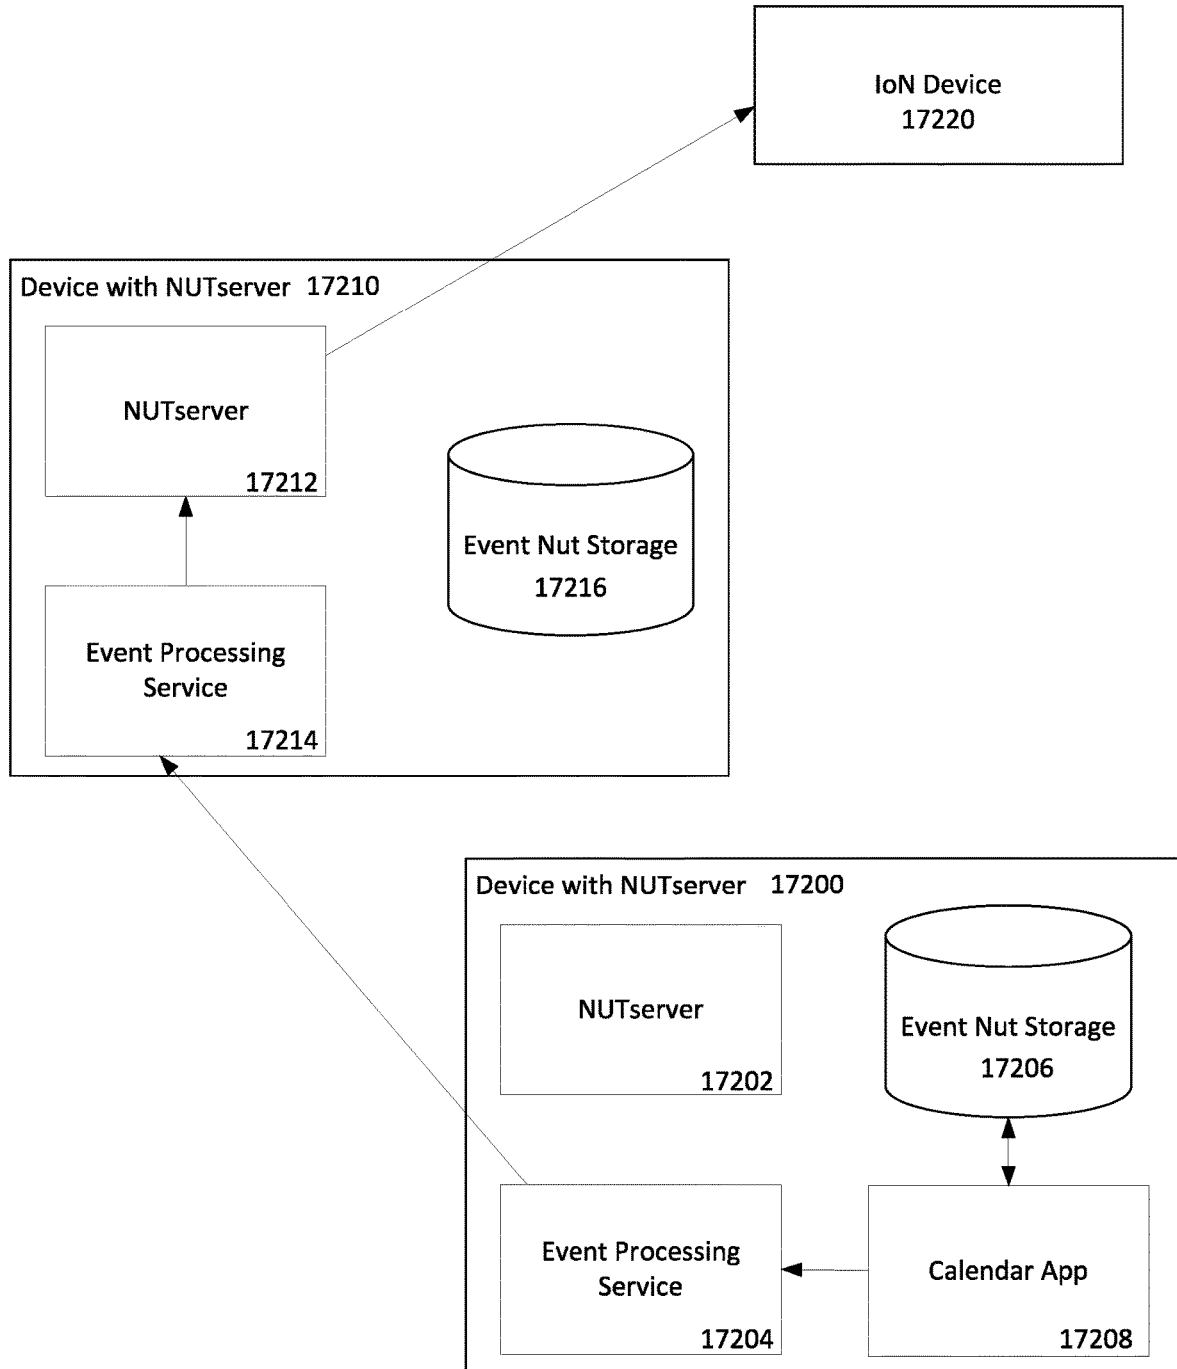 IoN Device
17220
Device with NUTserver 17210
NUTserver
17212
Event Nut Storage
17216
Event Processing
Service
17214
Device with NUTserver 17200
NUTserver
17202
Event Nut Storage
17206
Event Processing
Service
17204
Calendar App
17208